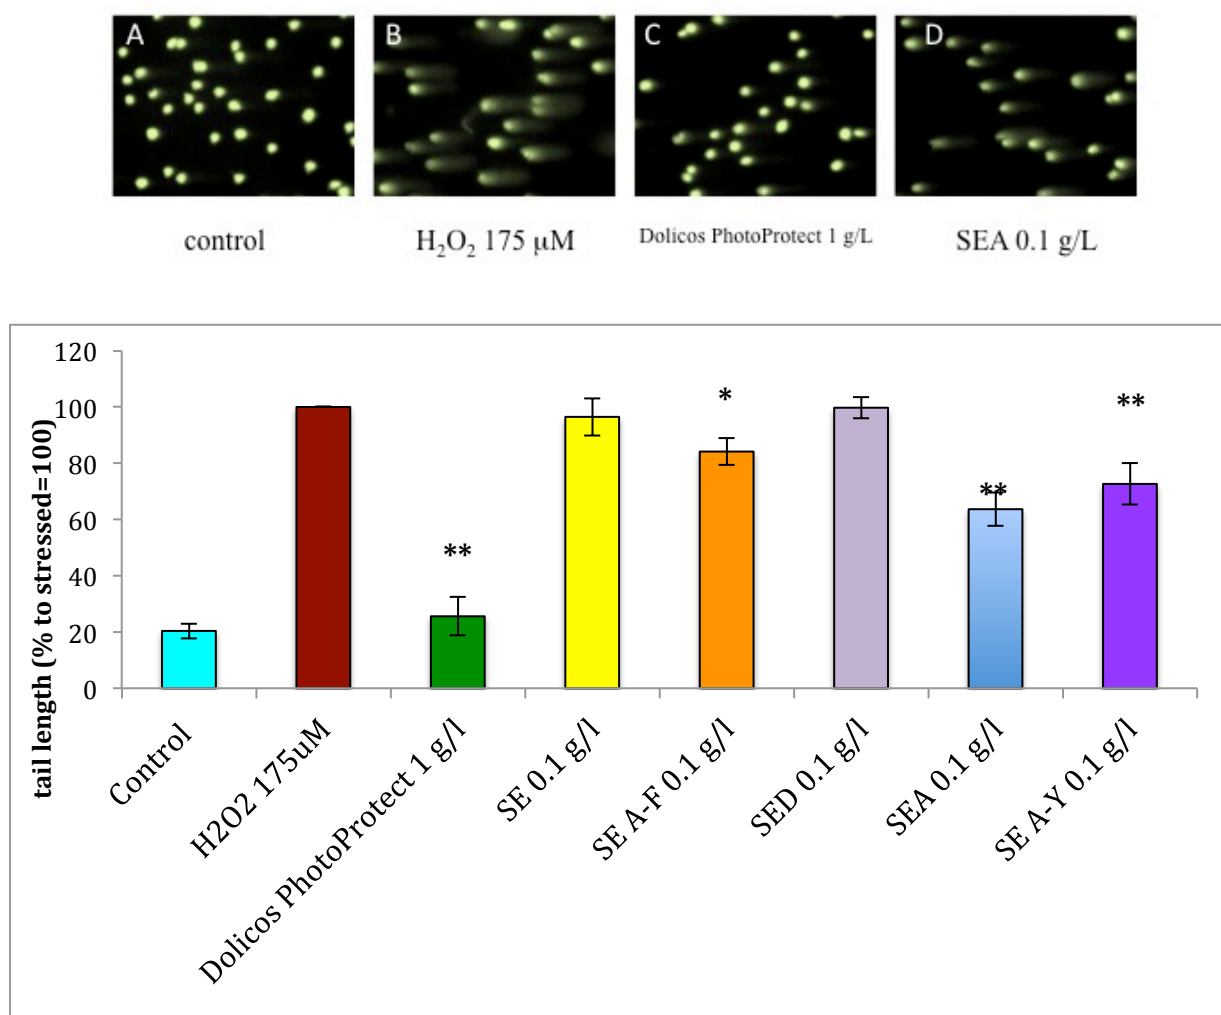 A
B
C
D
control
H₂O₂ 175 µM
Dolicos PhotoProtect 1 g/L
SEA 0.1 g/L
tail length (% to stressed=100)
120
100
80
60
40
20
0
**
*
**
**
Control
H2O2 175uM
Dolicos PhotoProtect 1 g/l
SE 0.1 g/l
SE A-F 0.1 g/l
SED 0.1 g/l
SEA 0.1 g/l
SE A-Y 0.1 g/l